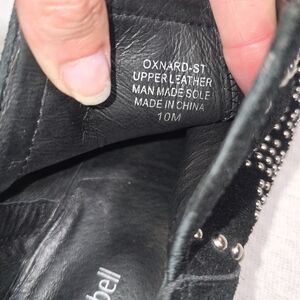 OXNARD-ST
UPPER LEATHER
MAN MADE SOLE
MADE IN CHINA
10M
bell